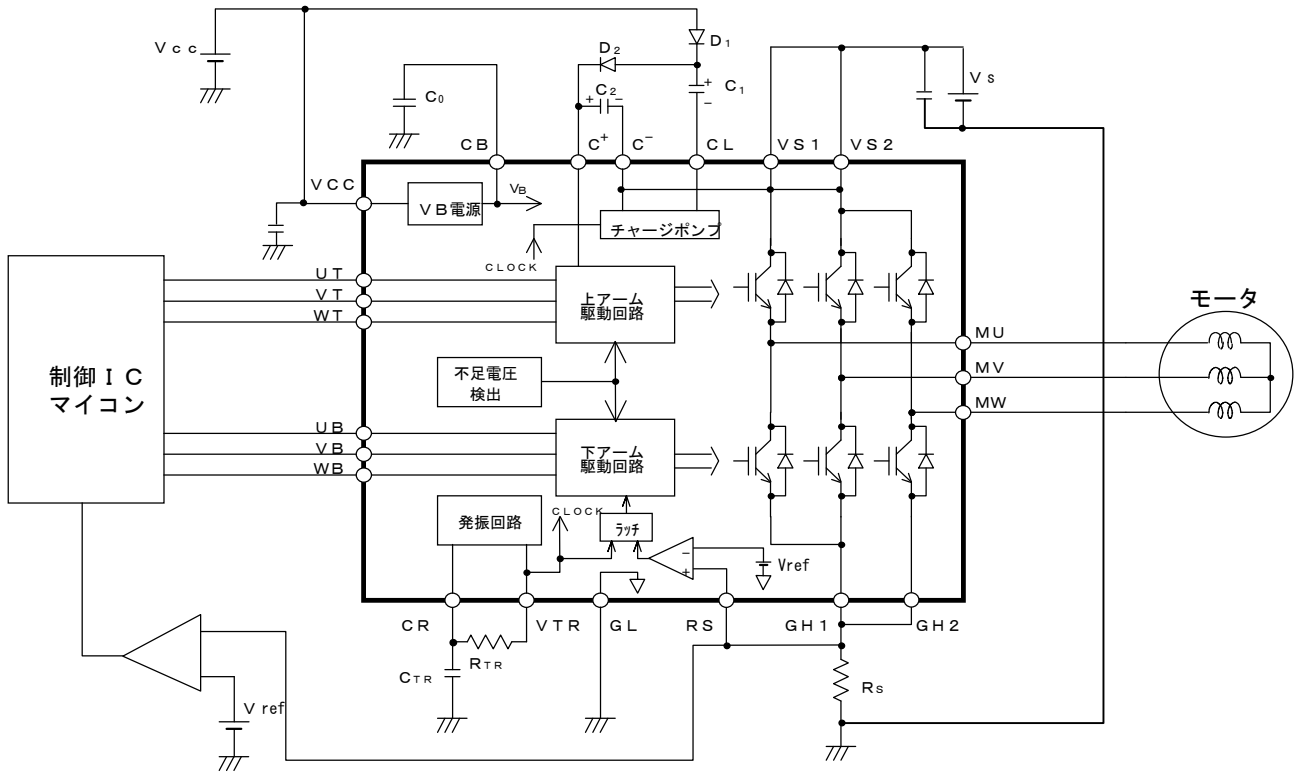 Vcc
D₁
D₂
C₁
C₂
+
−
+
−
C₀
Vs
CB
C⁺
C⁻
CL
VS1
VS2
VCC
VB電源
VB
チャージポンプ
CLOCK
UT
VT
WT
上アーム
駆動回路
モータ
MU
MV
MW
制御IC
マイコン
不足電圧
検出
UB
VB
WB
下アーム
駆動回路
発振回路
CLOCK
ラッチ
−
+
Vref
CR
VTR
GL
RS
GH1
GH2
RTR
CTR
Rs
Vref